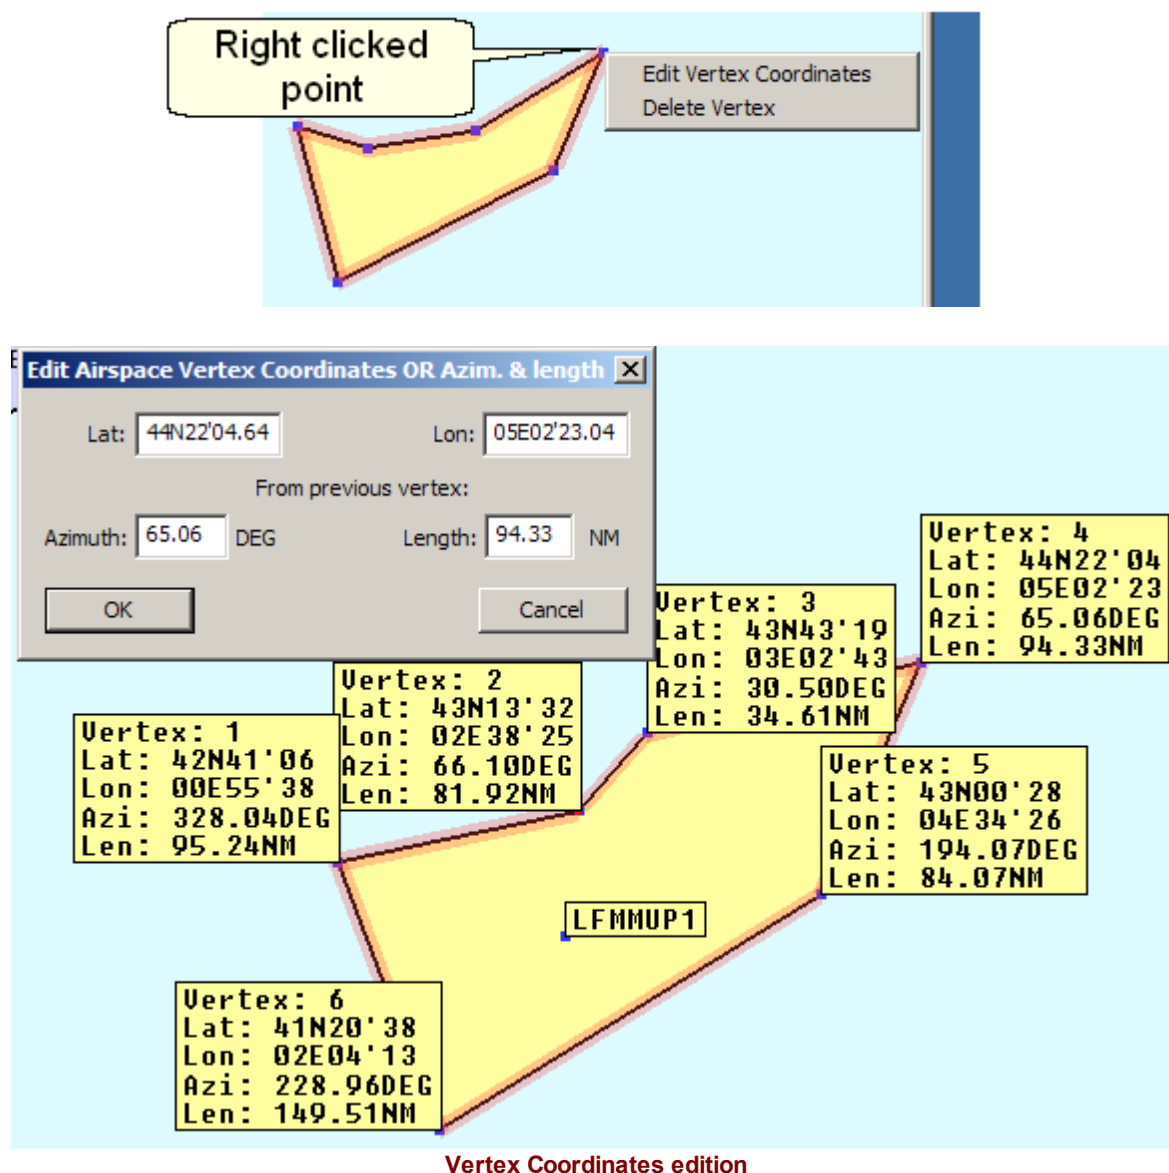 Right clicked
point
Edit Vertex Coordinates
Delete Vertex
Edit Airspace Vertex Coordinates OR Azim. & length
Lat: 44N22'04.64 Lon: 05E02'23.04
From previous vertex:
Azimuth: 65.06 DEG Length: 94.33 NM
OK Cancel
Vertex: 4
Lat: 44N22'04
Lon: 05E02'23
Azi: 65.06DEG
Len: 94.33NM
Vertex: 3
Lat: 43N43'19
Lon: 03E02'43
Azi: 30.50DEG
Len: 34.61NM
Vertex: 2
Lat: 43N13'32
Lon: 02E38'25
Azi: 66.10DEG
Len: 81.92NM
Vertex: 1
Lat: 42N41'06
Lon: 00E55'38
Azi: 328.04DEG
Len: 95.24NM
Vertex: 5
Lat: 43N00'28
Lon: 04E34'26
Azi: 194.07DEG
Len: 84.07NM
LFMMUP1
Vertex: 6
Lat: 41N20'38
Lon: 02E04'13
Azi: 228.96DEG
Len: 149.51NM
Vertex Coordinates edition